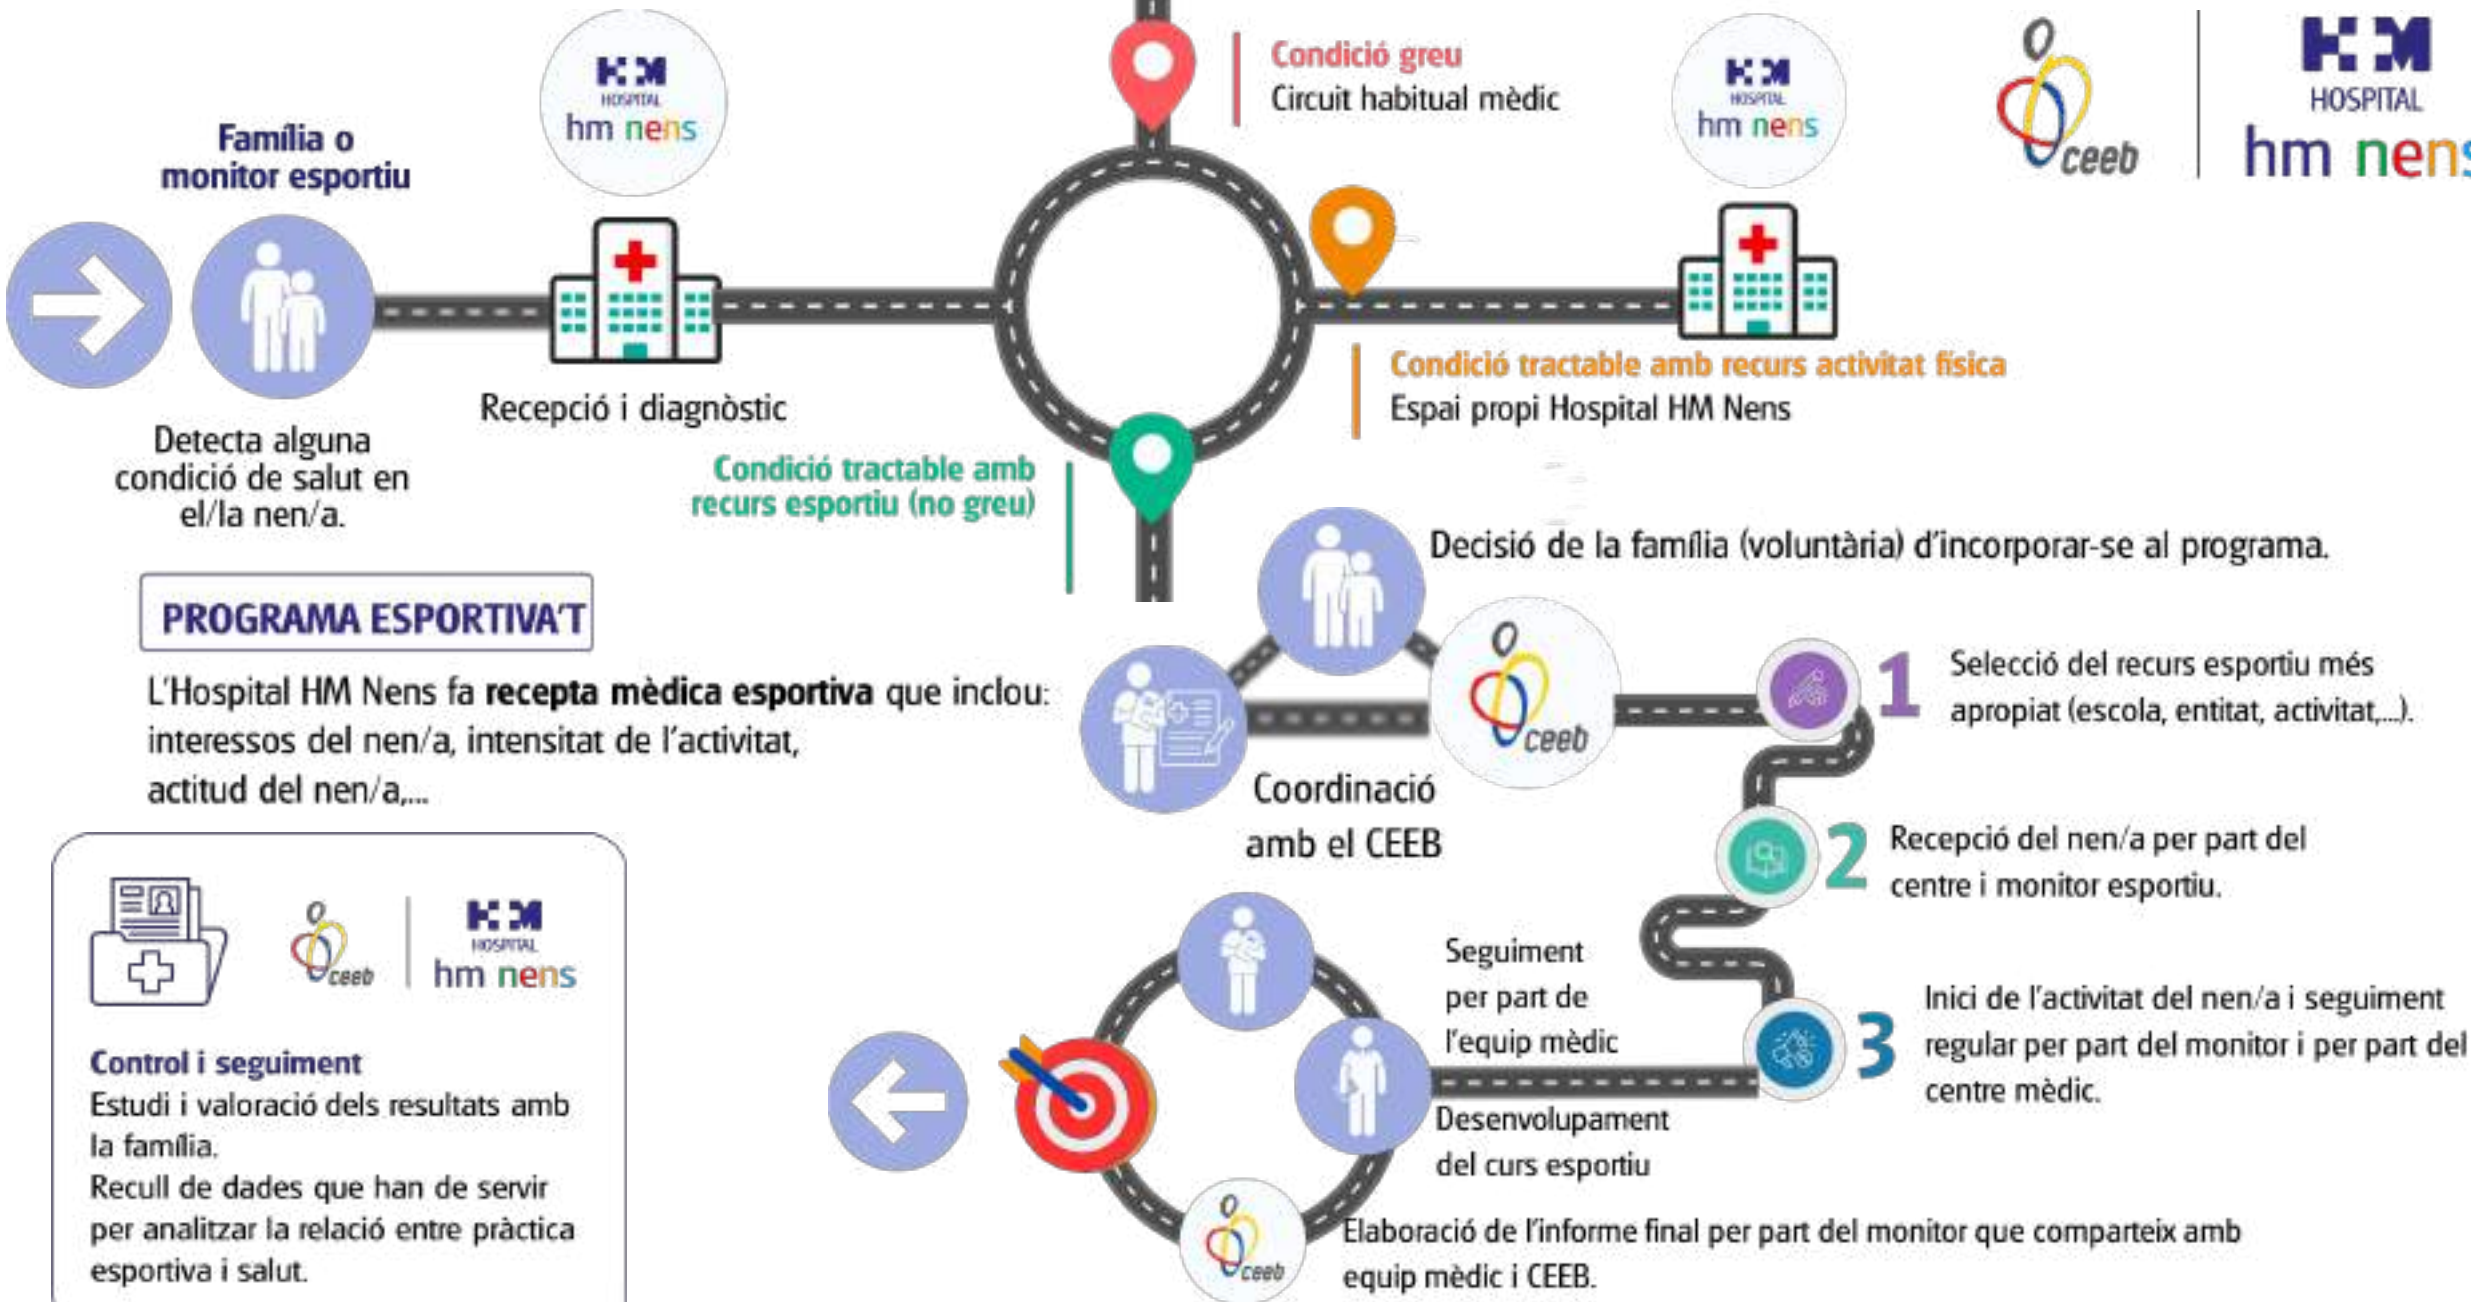 Família o
monitor esportiu
HM
HOSPITAL
hm nens
Condició greu
Circuit habitual mèdic
HM
HOSPITAL
hm nens
ceeb
HM
HOSPITAL
hm nens
Detecta alguna
condició de salut en
el/la nen/a.
Recepció i diagnòstic
Condició tractable amb recurs activitat física
Espai propi Hospital HM Nens
Condició tractable amb
recurs esportiu (no greu)
Decisió de la família (voluntària) d'incorporar-se al programa.
PROGRAMA ESPORTIVA'T
L'Hospital HM Nens fa recepta mèdica esportiva que inclou:
interessos del nen/a, intensitat de l'activitat,
actitud del nen/a,...
ceeb
Coordinació
amb el CEEB
1
Selecció del recurs esportiu més
apropiat (escola, entitat, activitat,...).
2
Recepció del nen/a per part del
centre i monitor esportiu.
3
Inici de l'activitat del nen/a i seguiment
regular per part del monitor i per part del
centre mèdic.
Seguiment
per part de
l'equip mèdic
Desenvolupament
del curs esportiu
ceeb
Elaboració de l'informe final per part del monitor que comparteix amb
equip mèdic i CEEB.
ceeb
HM
HOSPITAL
hm nens
Control i seguiment
Estudi i valoració dels resultats amb
la família.
Recull de dades que han de servir
per analitzar la relació entre pràctica
esportiva i salut.